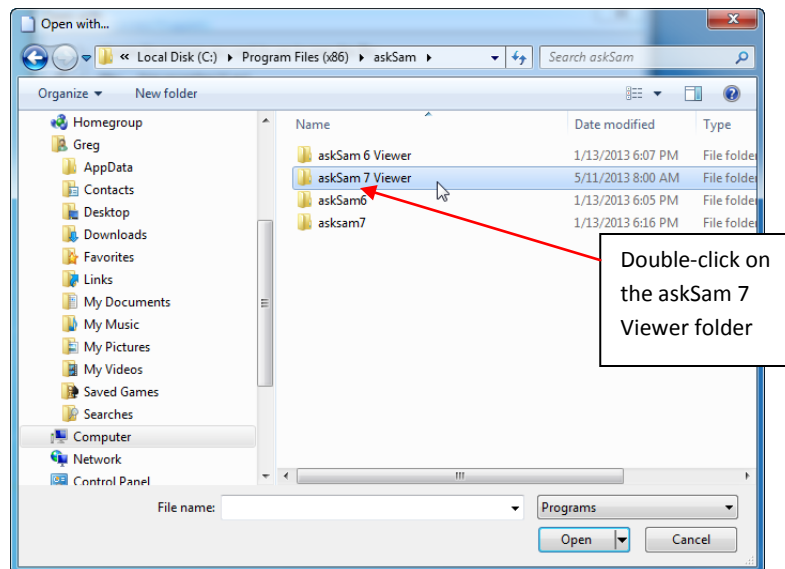 Open with...
« Local Disk (C:) ▸ Program Files (x86) ▸ askSam ▸
Search askSam
Organize ▾ New folder
Homegroup
Greg
AppData
Contacts
Desktop
Downloads
Favorites
Links
My Documents
My Music
My Pictures
My Videos
Saved Games
Searches
Computer
Network
Control Panel
Name Date modified Type
askSam 6 Viewer 1/13/2013 6:07 PM File folder
askSam 7 Viewer 5/11/2013 8:00 AM File folder
askSam6 1/13/2013 6:05 PM File folder
asksam7 1/13/2013 6:16 PM File folder
Double-click on
the askSam 7
Viewer folder
File name:
Programs
Open
Cancel